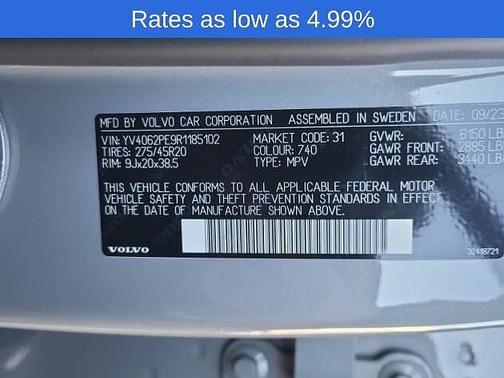 Rates as low as 4.99%
MFD BY VOLVO CAR CORPORATION ASSEMBLED IN SWEDEN DATE: 09/23
VIN: YV4062PE9R1185102 MARKET CODE: 31 GVWR: 6150 LB
TIRES: 275/45R20 COLOUR: 740 GAWR FRONT: 2885 LB
RIM: 9Jx20x38.5 TYPE: MPV GAWR REAR: 3440 LB
THIS VEHICLE CONFORMS TO ALL APPLICABLE FEDERAL MOTOR
VEHICLE SAFETY AND THEFT PREVENTION STANDARDS IN EFFECT
ON THE DATE OF MANUFACTURE SHOWN ABOVE.
VOLVO 32418721